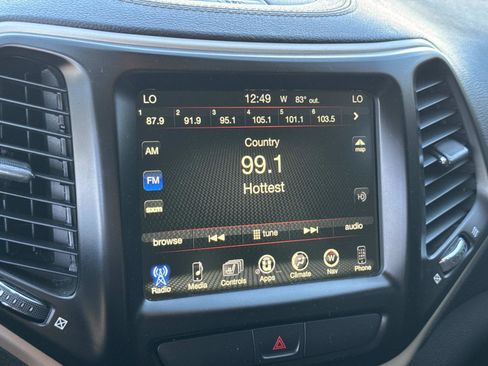 LO 12:49 W 83° out. LO
1 87.9 2 91.9 3 95.1 4 105.1 5 101.1 6 103.5 >
Country
AM
map
99.1
FM
Hottest
sxm
HD
browse tune audio
Radio Media Controls Apps Climate W Nav Phone